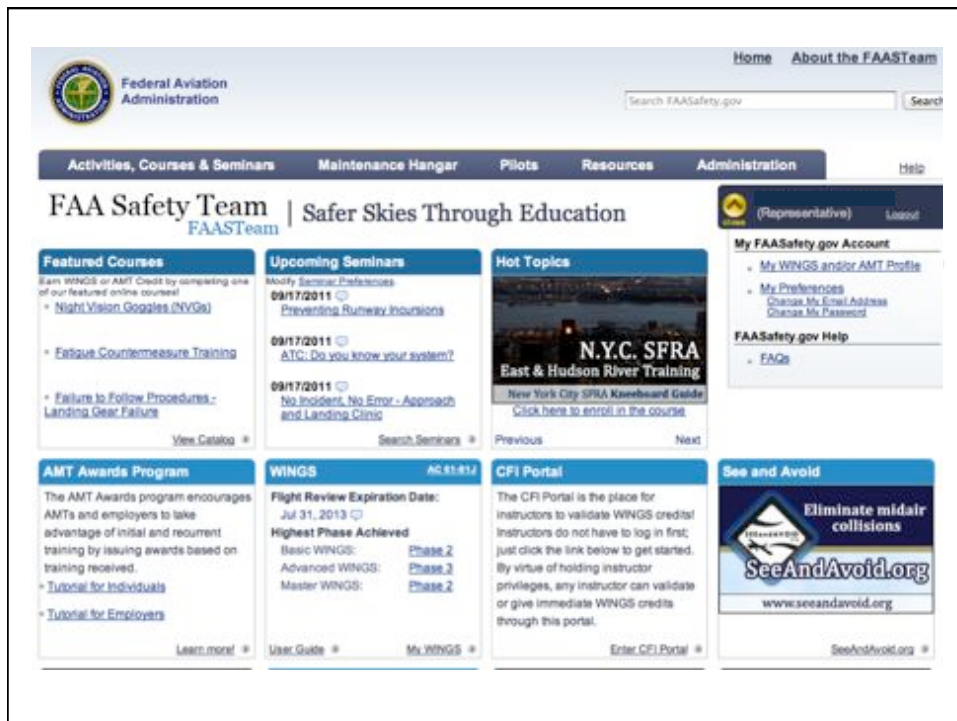 Home About the FAASTeam
Federal Aviation
Administration
Search FAASafety.gov
Search
Activities, Courses & Seminars Maintenance Hangar Pilots Resources Administration Help
FAA Safety Team | Safer Skies Through Education
FAASTeam
(Representative) Logout
My FAASafety.gov Account
My WINGS and/or AMT Profile
My Preferences
Change My Email Address
Change My Password
FAASafety.gov Help
FAQs
Featured Courses
Earn WINGS or AMT Credit by completing one
of our featured online courses!
Night Vision Goggles (NVGs)
Fatigue Countermeasure Training
Failure to Follow Procedures -
Landing Gear Failure
View Catalog
Upcoming Seminars
Modify Seminar Preferences
09/17/2011
Preventing Runway Incursions
09/17/2011
ATC: Do you know your system?
09/17/2011
No Incident, No Error - Approach
and Landing Clinic
Search Seminars
Hot Topics
N.Y.C. SFRA
East & Hudson River Training
New York City SFRA Kneeboard Guide
Click here to enroll in the course
Previous Next
AMT Awards Program
The AMT Awards program encourages
AMTs and employers to take
advantage of initial and recurrent
training by issuing awards based on
training received.
Tutorial for Individuals
Tutorial for Employers
Learn more!
WINGS AC 61-91J
Flight Review Expiration Date:
Jul 31, 2013
Highest Phase Achieved
Basic WINGS: Phase 2
Advanced WINGS: Phase 3
Master WINGS: Phase 2
User Guide My WINGS
CFI Portal
The CFI Portal is the place for
instructors to validate WINGS credits!
Instructors do not have to log in first;
just click the link below to get started.
By virtue of holding instructor
privileges, any instructor can validate
or give immediate WINGS credits
through this portal.
Enter CFI Portal
See and Avoid
Eliminate midair
collisions
SeeAndAvoid.org
www.seeandavoid.org
SeeAndAvoid.org